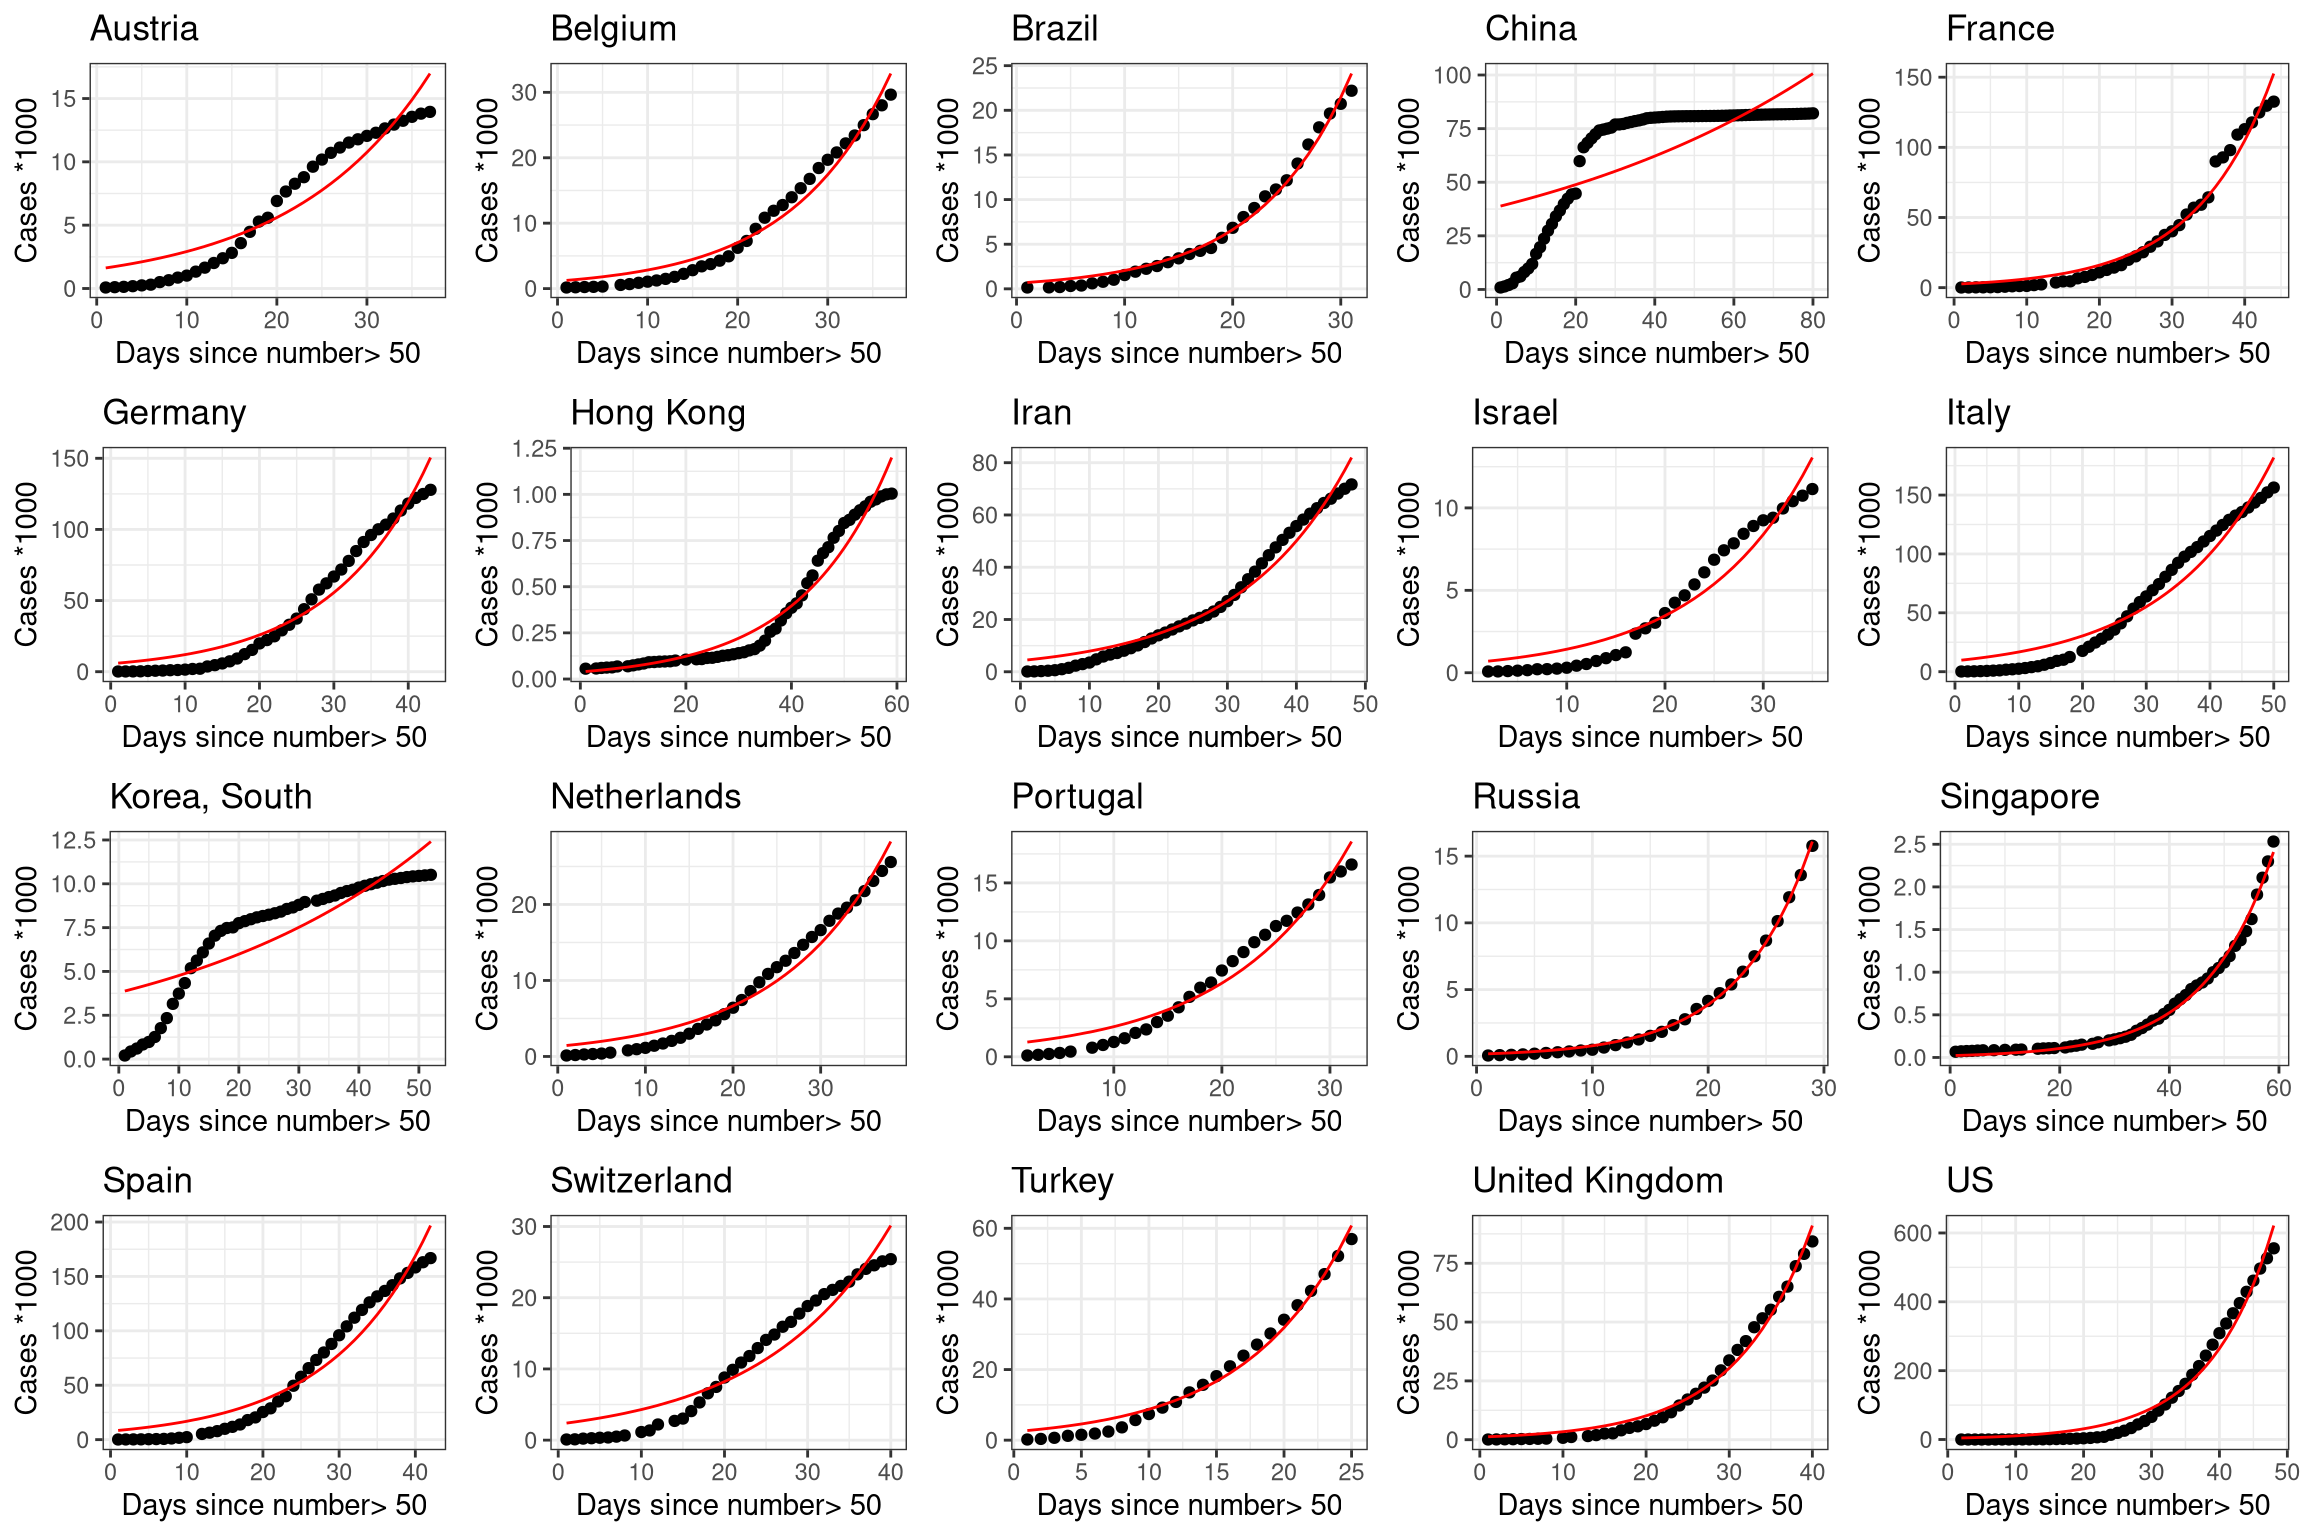 Austria
Belgium
Brazil
China
France
Cases *1000
15
10
5
0
0 10 20 30
Days since number> 50
Cases *1000
30
20
10
0
0 10 20 30
Days since number> 50
Cases *1000
25
20
15
10
5
0
0 10 20 30
Days since number> 50
Cases *1000
100
75
50
25
0
0 20 40 60 80
Days since number> 50
Cases *1000
150
100
50
0
0 10 20 30 40
Days since number> 50
Germany
Hong Kong
Iran
Israel
Italy
Cases *1000
150
100
50
0
0 10 20 30 40
Days since number> 50
Cases *1000
1.25
1.00
0.75
0.50
0.25
0.00
0 20 40 60
Days since number> 50
Cases *1000
80
60
40
20
0
0 10 20 30 40 50
Days since number> 50
Cases *1000
10
5
0
10 20 30
Days since number> 50
Cases *1000
150
100
50
0
0 10 20 30 40 50
Days since number> 50
Korea, South
Netherlands
Portugal
Russia
Singapore
Cases *1000
12.5
10.0
7.5
5.0
2.5
0.0
0 10 20 30 40 50
Days since number> 50
Cases *1000
20
10
0
0 10 20 30
Days since number> 50
Cases *1000
15
10
5
0
10 20 30
Days since number> 50
Cases *1000
15
10
5
0
0 10 20 30
Days since number> 50
Cases *1000
2.5
2.0
1.5
1.0
0.5
0.0
0 20 40 60
Days since number> 50
Spain
Switzerland
Turkey
United Kingdom
US
Cases *1000
200
150
100
50
0
0 10 20 30 40
Days since number> 50
Cases *1000
30
20
10
0
0 10 20 30 40
Days since number> 50
Cases *1000
60
40
20
0
0 5 10 15 20 25
Days since number> 50
Cases *1000
75
50
25
0
0 10 20 30 40
Days since number> 50
Cases *1000
600
400
200
0
0 10 20 30 40 50
Days since number> 50